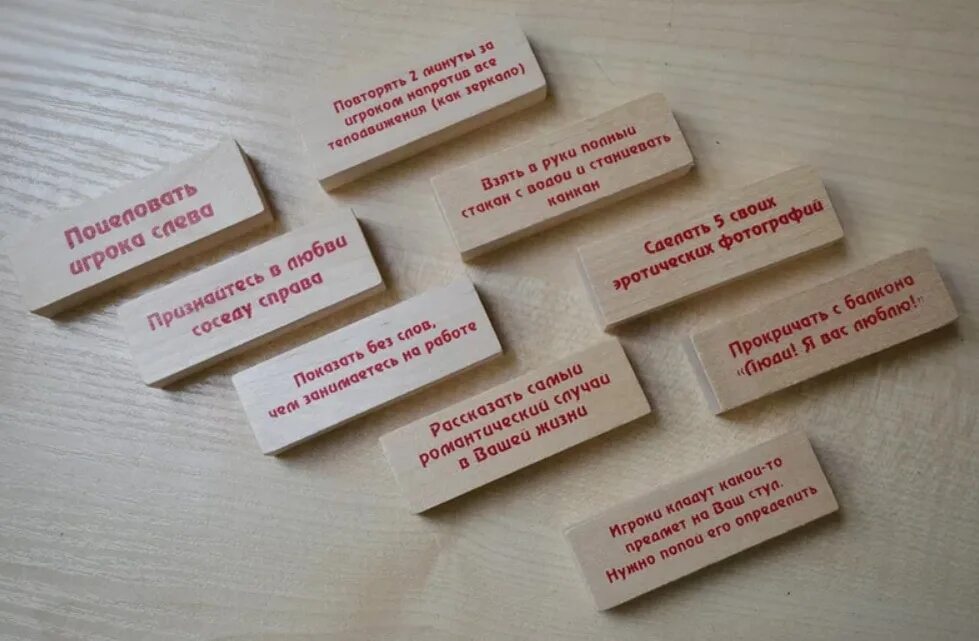 Повторять 2 минуты за
игроком напротив все
телодвижения (как зеркало)
Взять в руки полный
стакан с водой и станцевать
канкан
Поцеловать
игрока слева
Сделать 5 своих
эротических фотографий
Признайтесь в любви
соседу справа
Прокричать с балкона
"Люди! Я вас люблю!"
Показать без слов,
чем занимаетесь на работе
Рассказать самый
романтический случай
в Вашей жизни
Игроки кладут какой-то
предмет на Ваш стул.
Нужно попой его определить